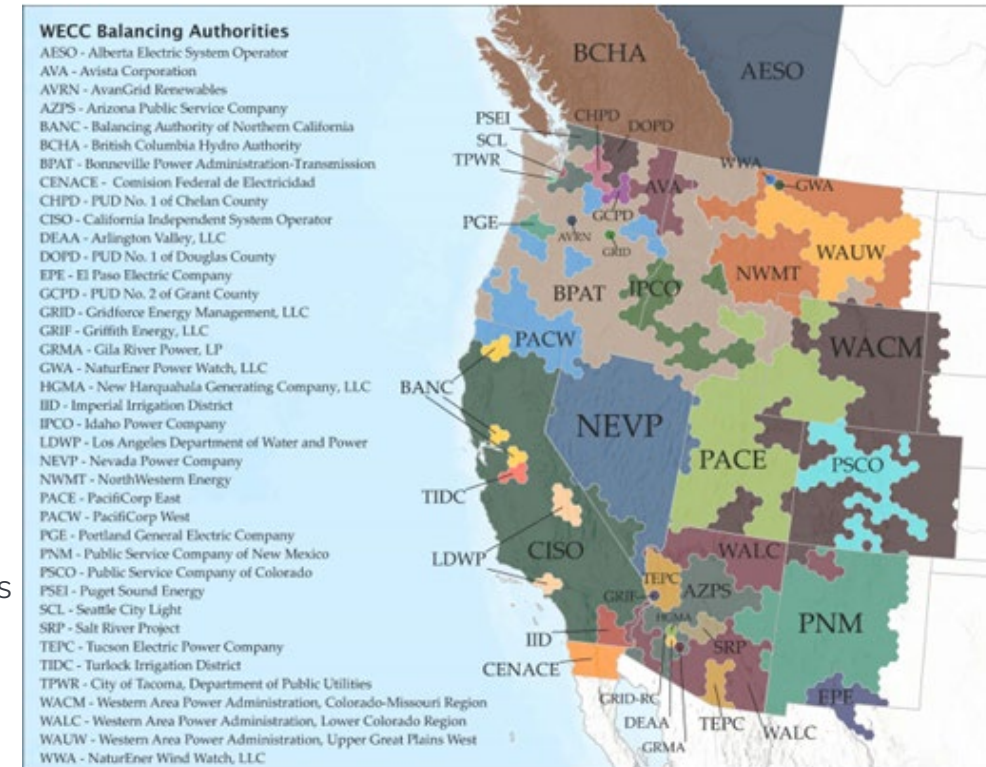 WECC Balancing Authorities
AESO - Alberta Electric System Operator
AVA - Avista Corporation
AVRN - AvanGrid Renewables
AZPS - Arizona Public Service Company
BANC - Balancing Authority of Northern California
BCHA - British Columbia Hydro Authority
BPAT - Bonneville Power Administration-Transmission
CENACE - Comision Federal de Electricidad
CHPD - PUD No. 1 of Chelan County
CISO - California Independent System Operator
DEAA - Arlington Valley, LLC
DOPD - PUD No. 1 of Douglas County
EPE - El Paso Electric Company
GCPD - PUD No. 2 of Grant County
GRID - Gridforce Energy Management, LLC
GRIF - Griffith Energy, LLC
GRMA - Gila River Power, LP
GWA - NaturEner Power Watch, LLC
HGMA - New Harquahala Generating Company, LLC
IID - Imperial Irrigation District
IPCO - Idaho Power Company
LDWP - Los Angeles Department of Water and Power
NEVP - Nevada Power Company
NWMT - NorthWestern Energy
PACE - PacifiCorp East
PACW - PacifiCorp West
PGE - Portland General Electric Company
PNM - Public Service Company of New Mexico
PSCO - Public Service Company of Colorado
PSEI - Puget Sound Energy
SCL - Seattle City Light
SRP - Salt River Project
TEPC - Tucson Electric Power Company
TIDC - Turlock Irrigation District
TPWR - City of Tacoma, Department of Public Utilities
WACM - Western Area Power Administration, Colorado-Missouri Region
WALC - Western Area Power Administration, Lower Colorado Region
WAUW - Western Area Power Administration, Upper Great Plains West
WWA - NaturEner Wind Watch, LLC
s
BCHA
AESO
PSEI
CHPD
DOPD
SCL
TPWR
WWA
GWA
AVA
GCPD
PGE
AVRN
GRID
WAUW
NWMT
BPAT
IPCO
PACW
WACM
BANC
NEVP
PACE
PSCO
TIDC
LDWP
CISO
WALC
TEPC
AZPS
GRIF
HGMA
PNM
IID
SRP
CENACE
GRID-RC
EPE
DEAA
TEPC
WALC
GRMA